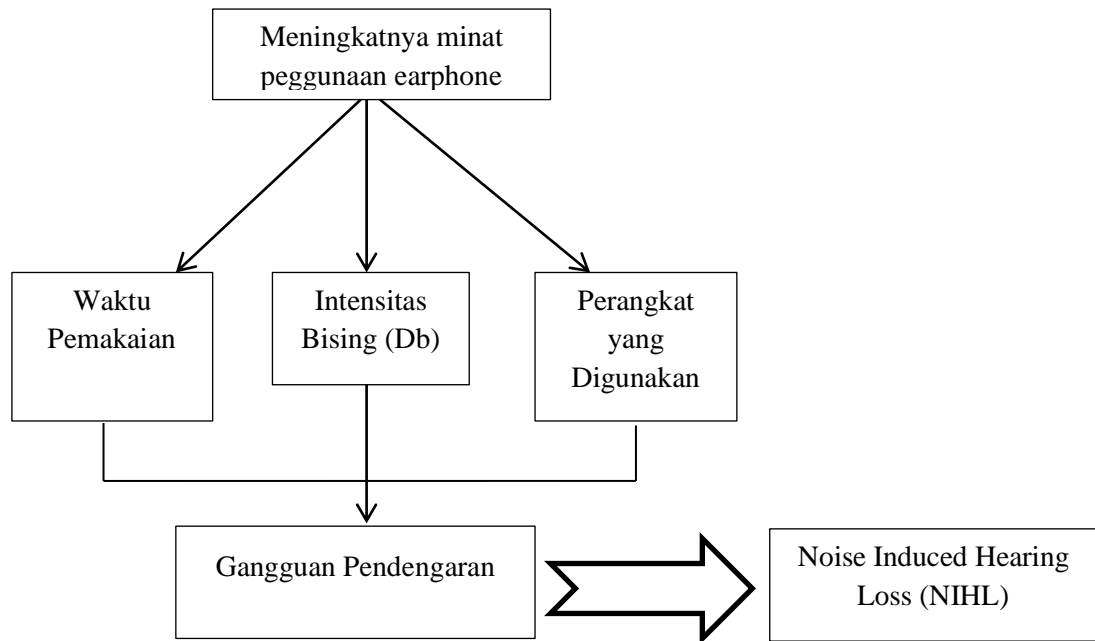 Meningkatnya minat
peggunaan earphone
Waktu
Pemakaian
Intensitas
Bising (Db)
Perangkat
yang
Digunakan
Gangguan Pendengaran
Noise Induced Hearing
Loss (NIHL)